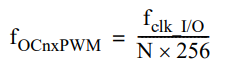 f_OCnxPWM = f_clk_I/O / N × 256